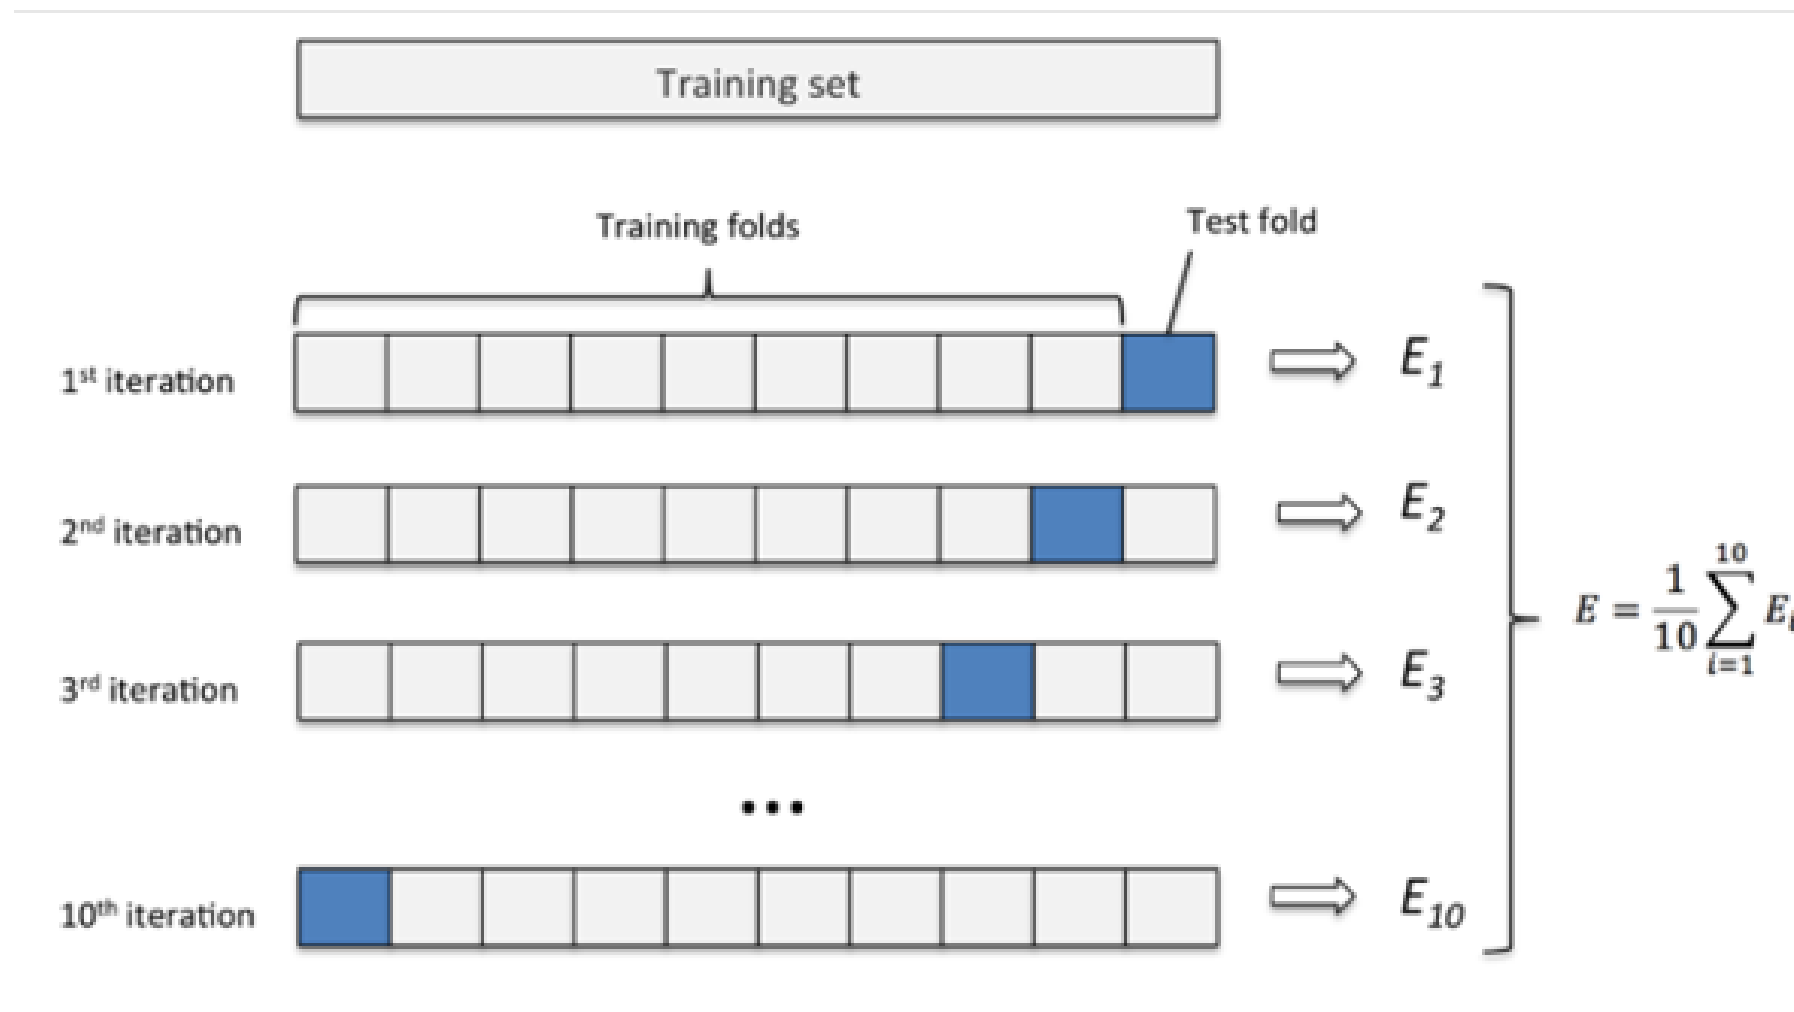 Training set
Training folds
Test fold
1st iteration
E1
2nd iteration
E2
E = 1/10 10∑i=1 Ei
3rd iteration
E3
...
10th iteration
E10